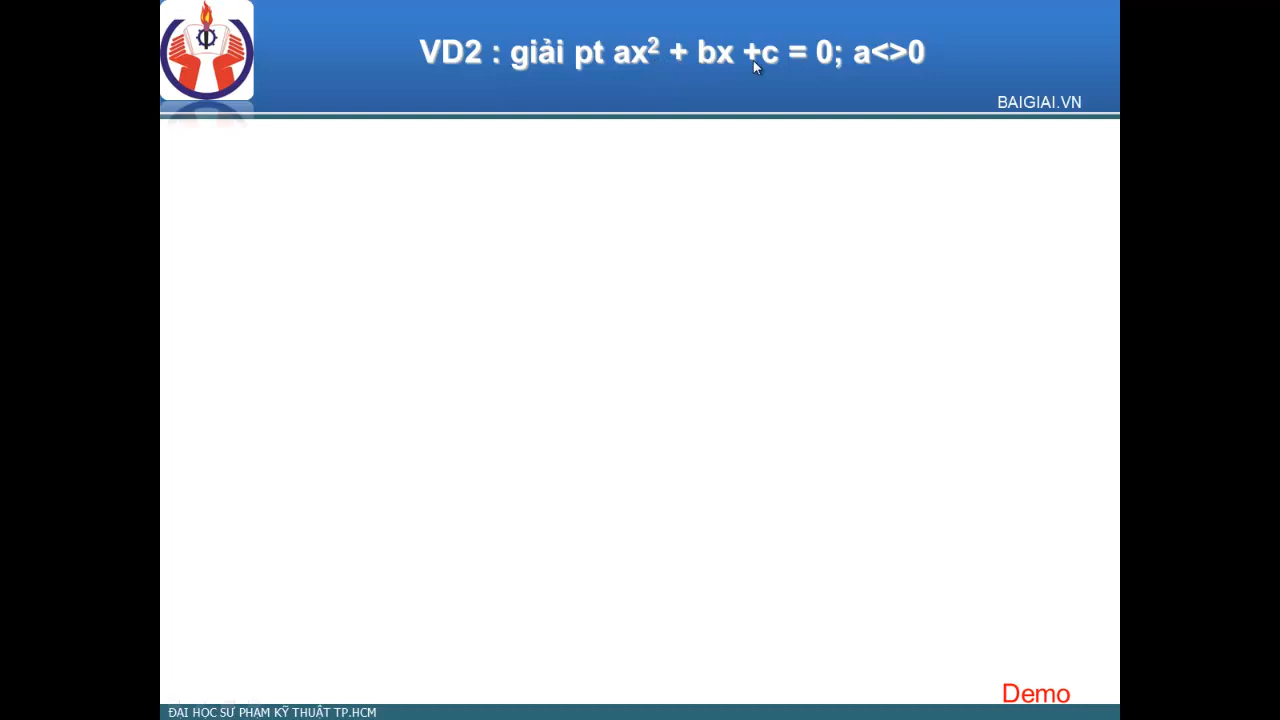 VD2 : giải pt ax² + bx +c = 0; a<>0
BAIGIAI.VN
Demo
ĐẠI HỌC SƯ PHẠM KỸ THUẬT TP.HCM